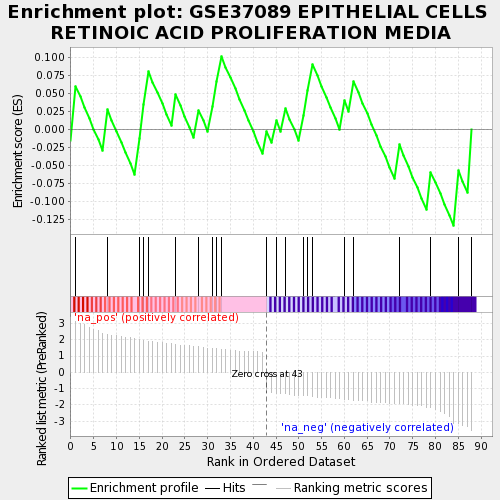 Enrichment plot: GSE37089 EPITHELIAL CELLS
RETINOIC ACID PROLIFERATION MEDIA
Enrichment score (ES)
0.100
0.075
0.050
0.025
0.000
-0.025
-0.050
-0.075
-0.100
-0.125
'na_pos' (positively correlated)
Ranked list metric (PreRanked)
3
2
1
0
-1
-2
-3
Zero cross at 43
'na_neg' (negatively correlated)
0 5 10 15 20 25 30 35 40 45 50 55 60 65 70 75 80 85 90
Rank in Ordered Dataset
Enrichment profile Hits Ranking metric scores